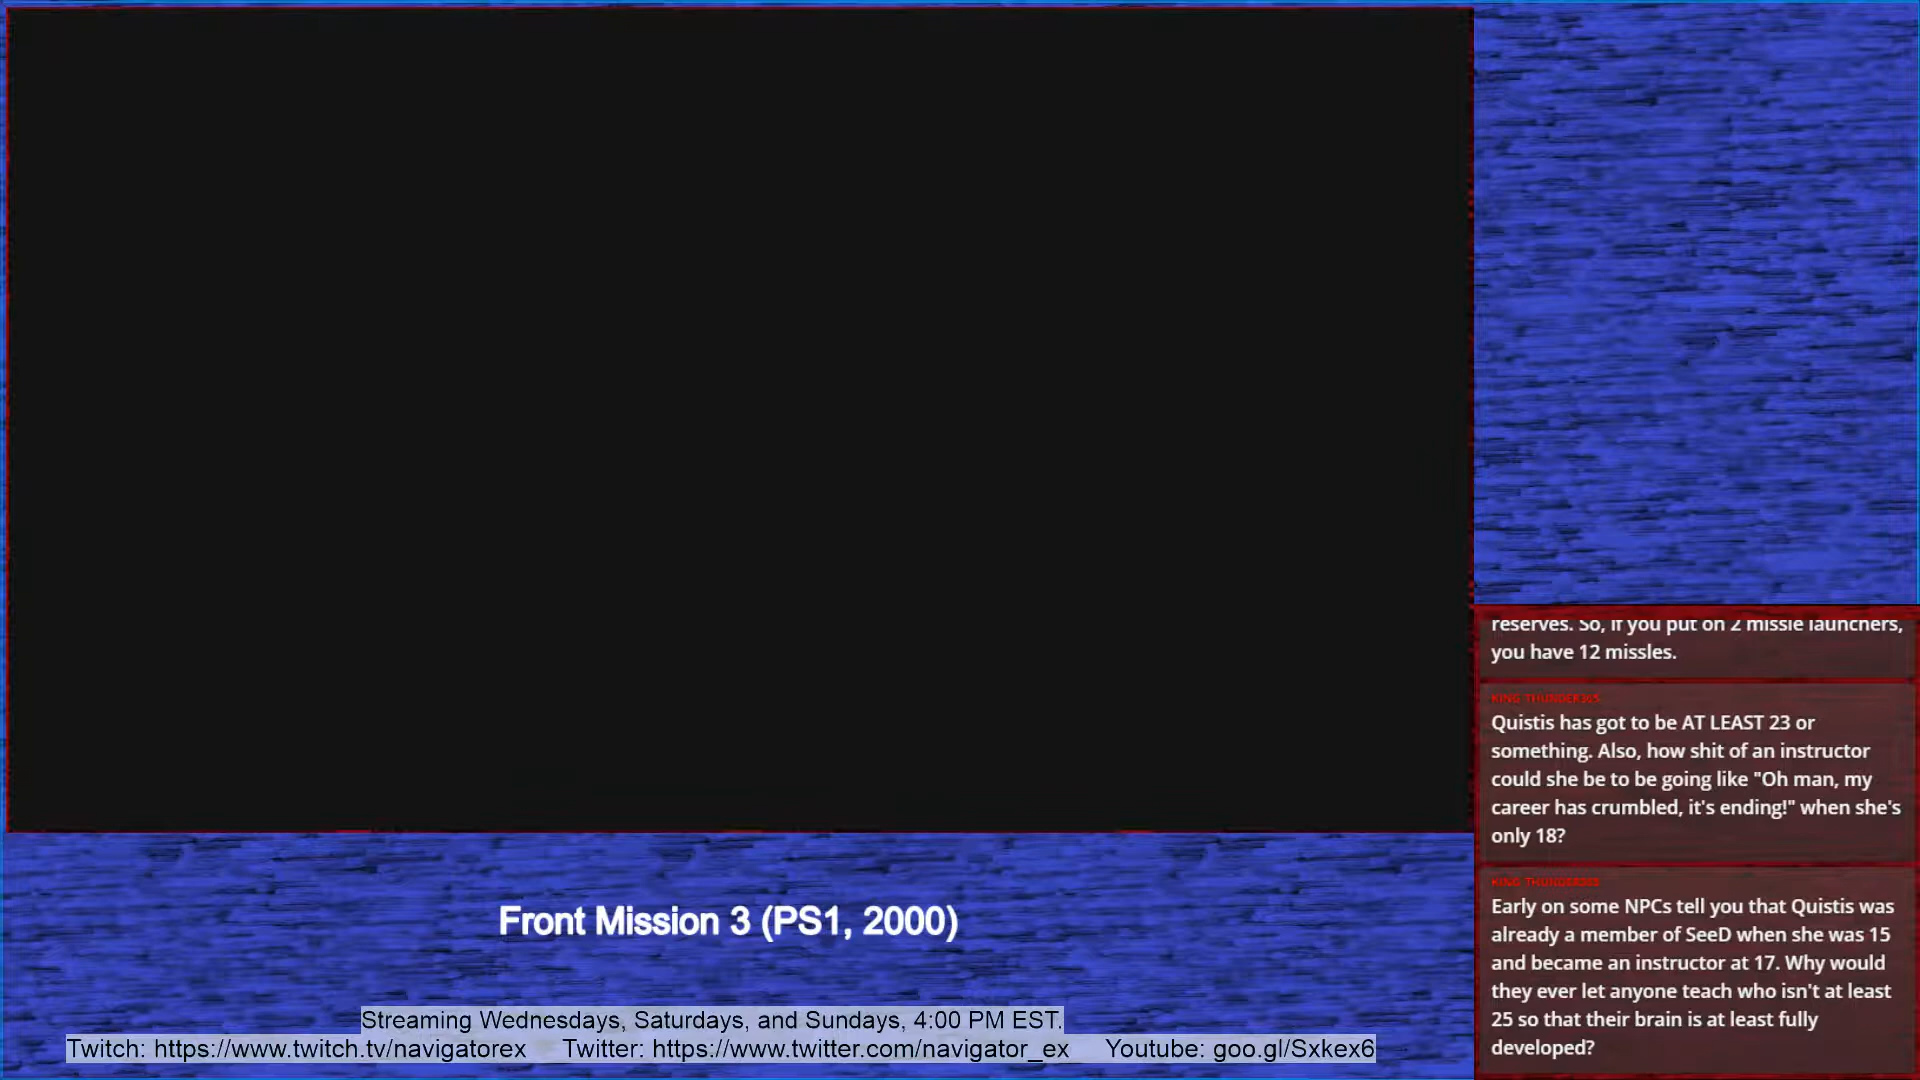 reserves. So, if you put on 2 missle launchers,
you have 12 missles.
KING THUNDER365
Quistis has got to be AT LEAST 23 or
something. Also, how shit of an instructor
could she be to be going like "Oh man, my
career has crumbled, it's ending!" when she's
only 18?
KING THUNDER365
Early on some NPCs tell you that Quistis was
already a member of SeeD when she was 15
and became an instructor at 17. Why would
they ever let anyone teach who isn't at least
25 so that their brain is at least fully
developed?
Front Mission 3 (PS1, 2000)
Streaming Wednesdays, Saturdays, and Sundays, 4:00 PM EST.
Twitch: https://www.twitch.tv/navigatorex Twitter: https://www.twitter.com/navigator_ex Youtube: goo.gl/Sxkex6